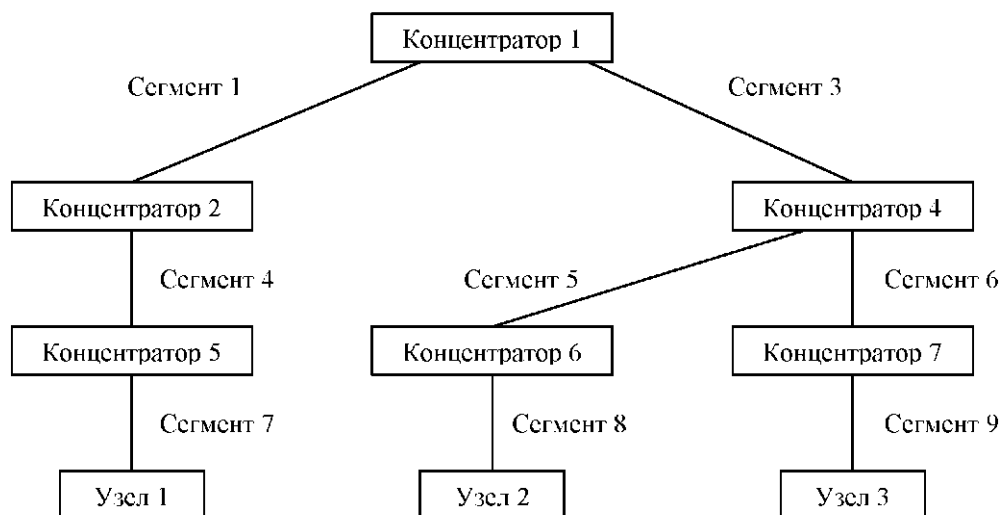 Концентратор 1
Сегмент 1
Сегмент 3
Концентратор 2
Концентратор 4
Сегмент 4
Сегмент 5
Сегмент 6
Концентратор 5
Концентратор 6
Концентратор 7
Сегмент 7
Сегмент 8
Сегмент 9
Узел 1
Узел 2
Узел 3